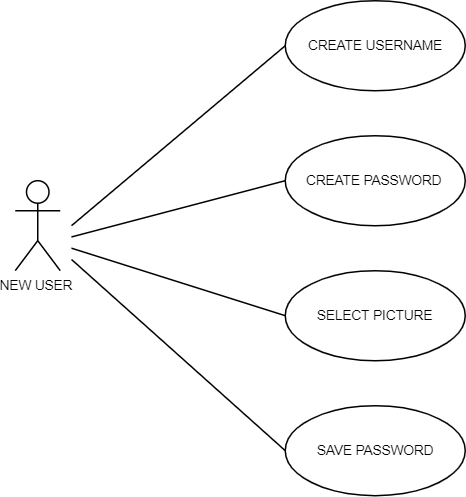 CREATE USERNAME
CREATE PASSWORD
NEW USER
SELECT PICTURE
SAVE PASSWORD